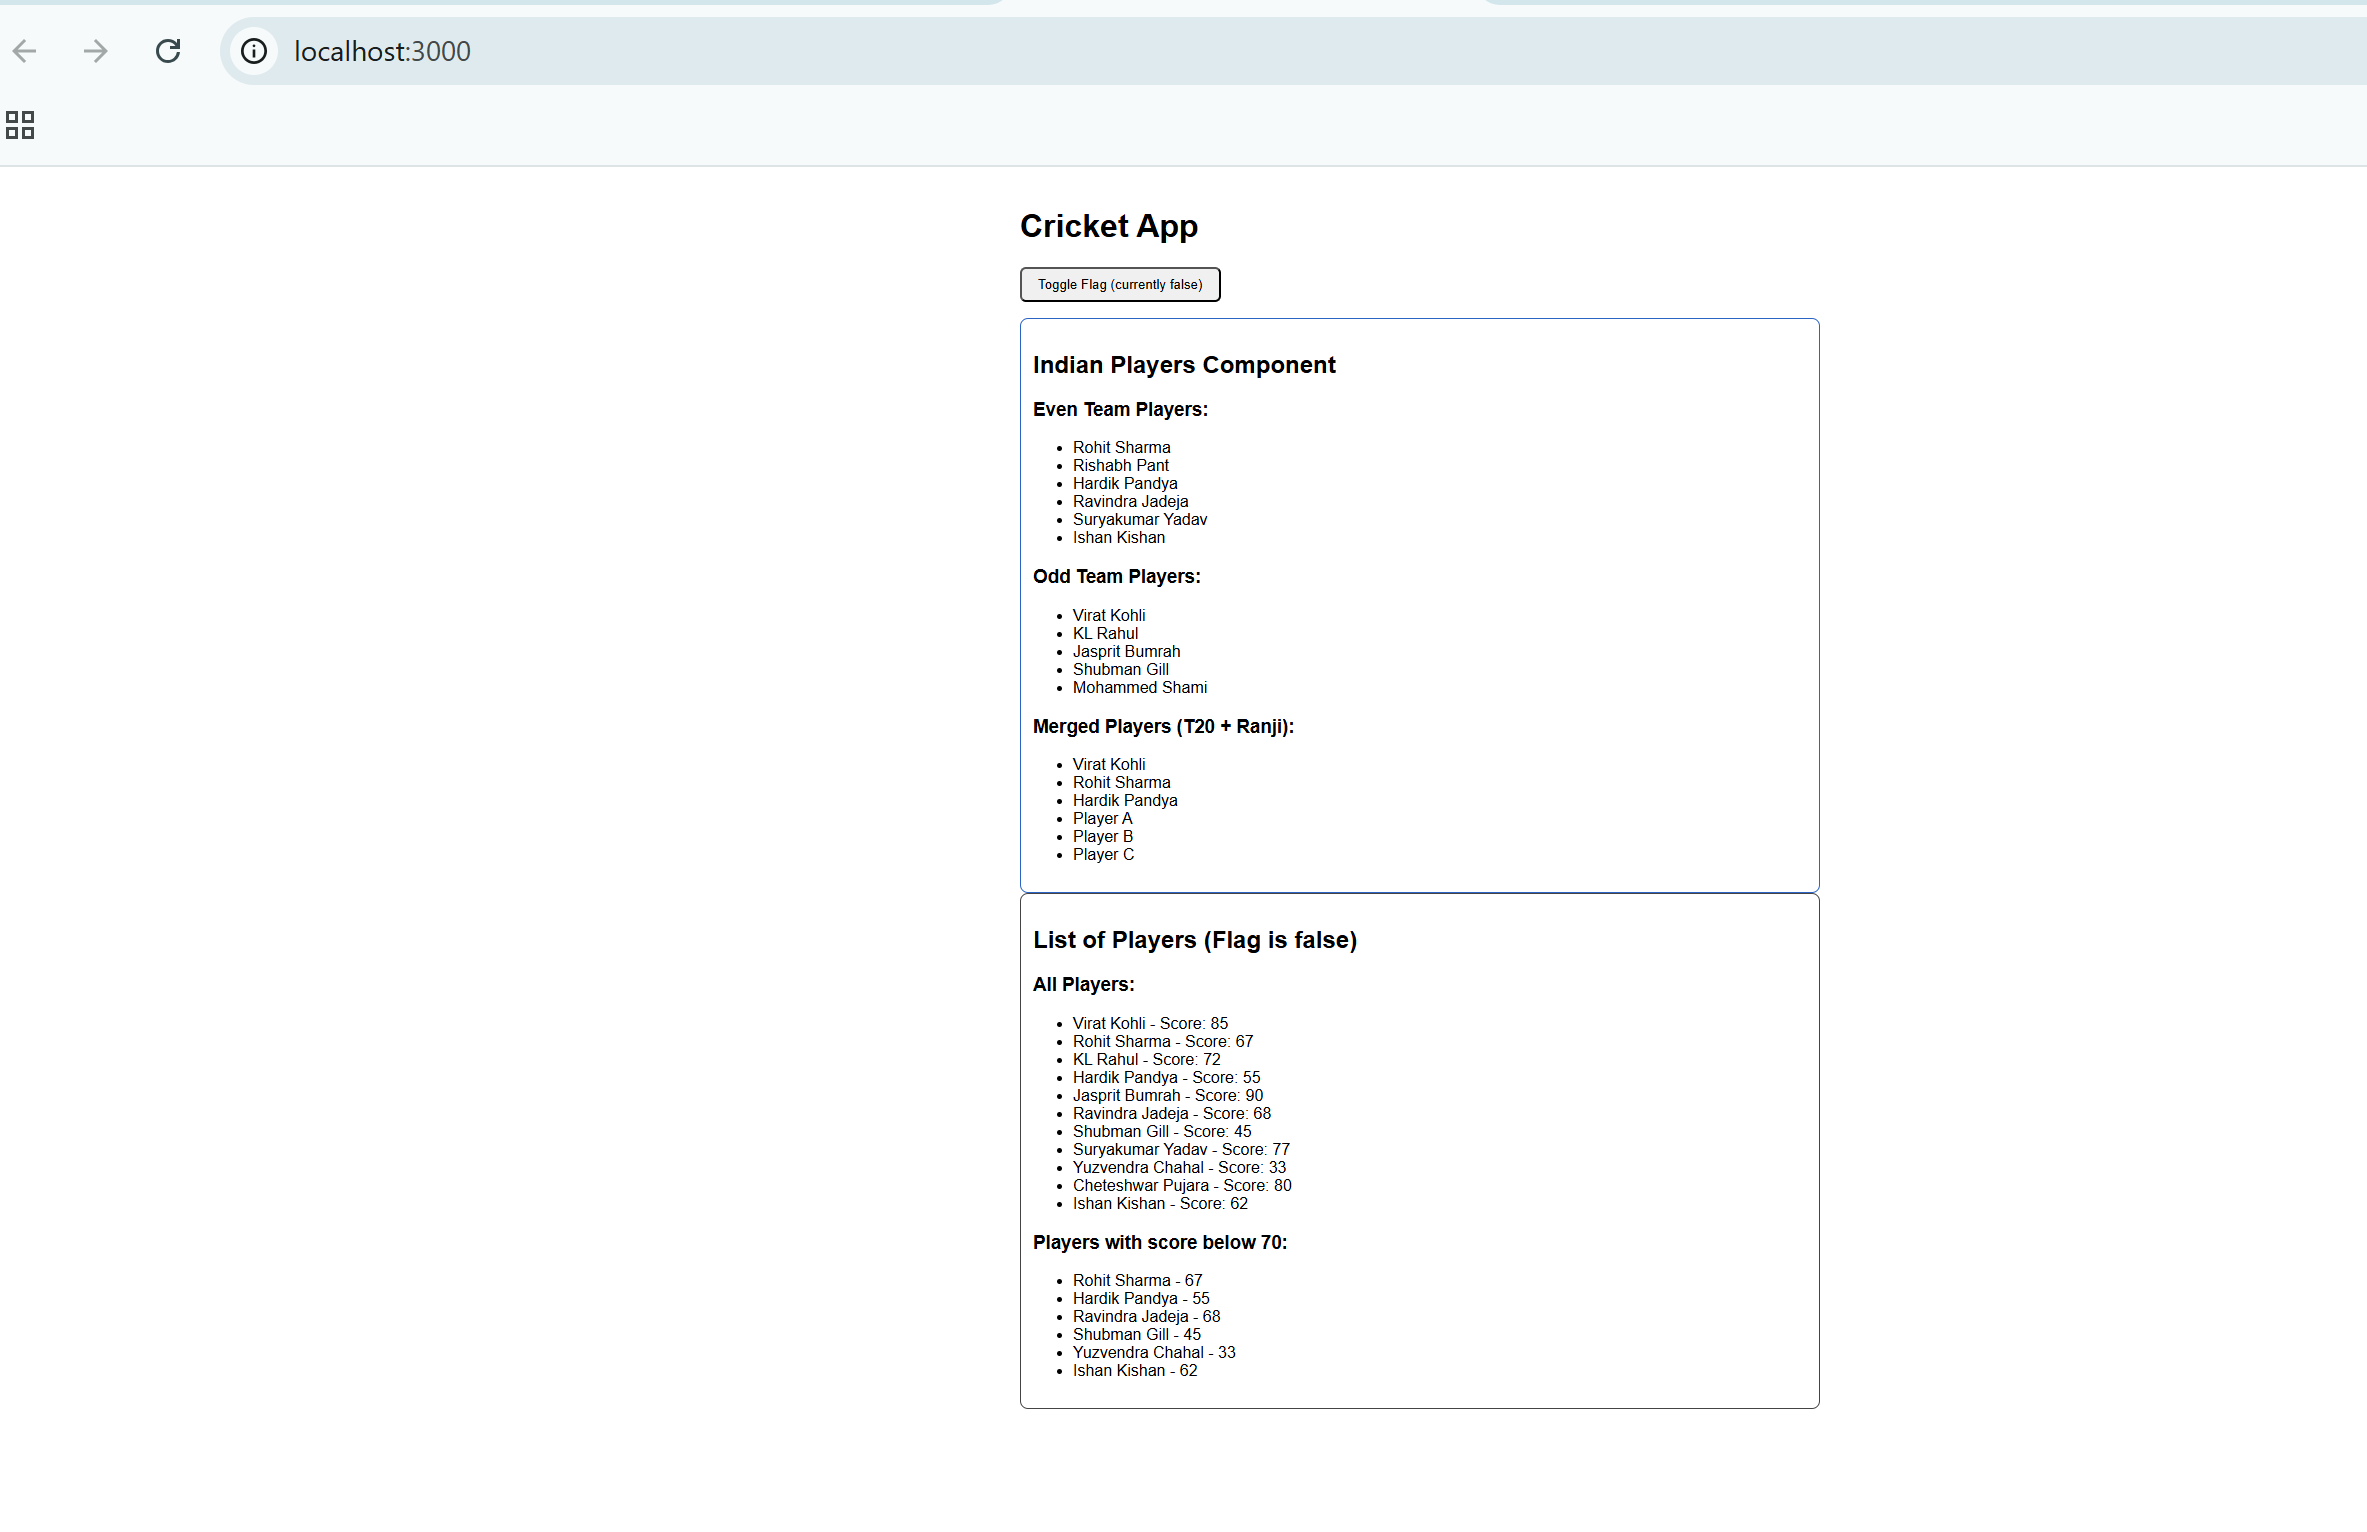 localhost:3000
Cricket App
Toggle Flag (currently false)
Indian Players Component
Even Team Players:
Rohit Sharma
Rishabh Pant
Hardik Pandya
Ravindra Jadeja
Suryakumar Yadav
Ishan Kishan
Odd Team Players:
Virat Kohli
KL Rahul
Jasprit Bumrah
Shubman Gill
Mohammed Shami
Merged Players (T20 + Ranji):
Virat Kohli
Rohit Sharma
Hardik Pandya
Player A
Player B
Player C
List of Players (Flag is false)
All Players:
Virat Kohli - Score: 85
Rohit Sharma - Score: 67
KL Rahul - Score: 72
Hardik Pandya - Score: 55
Jasprit Bumrah - Score: 90
Ravindra Jadeja - Score: 68
Shubman Gill - Score: 45
Suryakumar Yadav - Score: 77
Yuzvendra Chahal - Score: 33
Cheteshwar Pujara - Score: 80
Ishan Kishan - Score: 62
Players with score below 70:
Rohit Sharma - 67
Hardik Pandya - 55
Ravindra Jadeja - 68
Shubman Gill - 45
Yuzvendra Chahal - 33
Ishan Kishan - 62